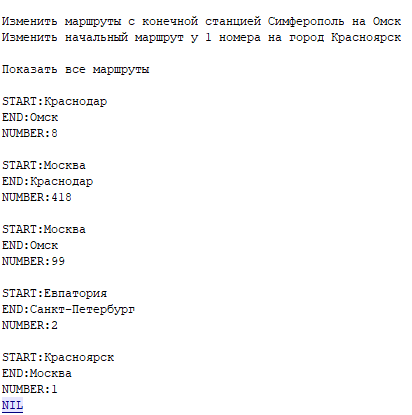 Изменить маршруты с конечной станцией Симферополь на Омск
Изменить начальный маршрут у 1 номера на город Красноярск
Показать все маршруты
START:Краснодар
END:Омск
NUMBER:8
START:Москва
END:Краснодар
NUMBER:418
START:Москва
END:Омск
NUMBER:99
START:Евпатория
END:Санкт-Петербург
NUMBER:2
START:Красноярск
END:Москва
NUMBER:1
NIL